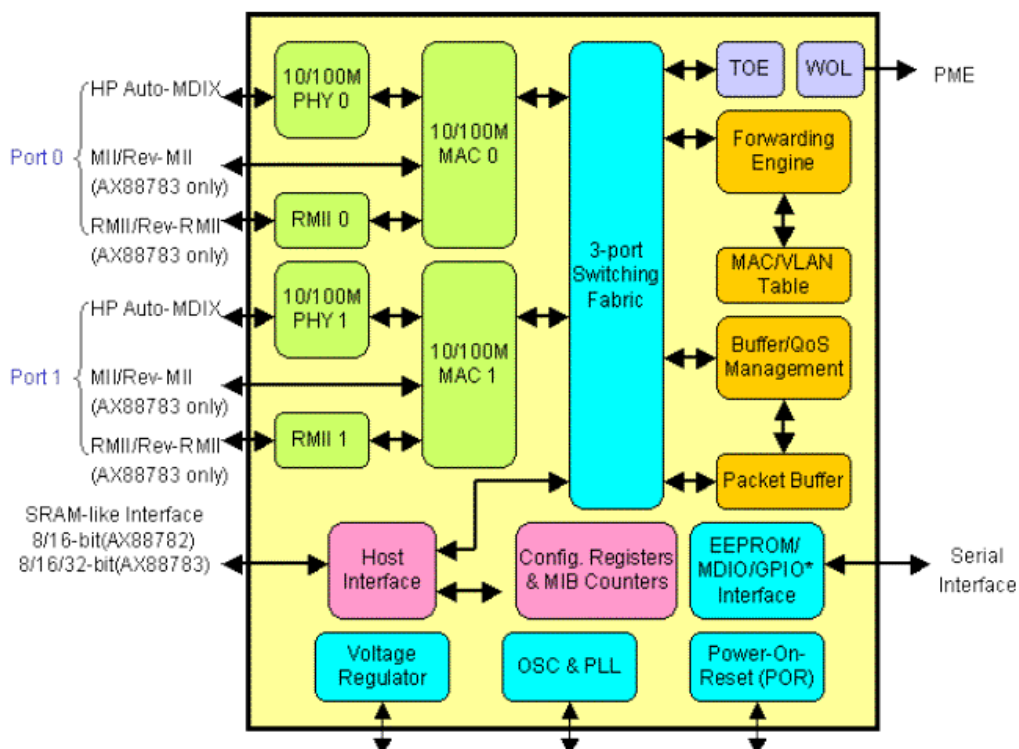 HP Auto-MDIX
Port 0
MII/Rev-MII
(AX88783 only)
RMII/Rev-RMII
(AX88783 only)
10/100M
PHY 0
RMII 0
10/100M
MAC 0
HP Auto-MDIX
Port 1
MII/Rev-MII
(AX88783 only)
RMII/Rev-RMII
(AX88783 only)
10/100M
PHY 1
RMII 1
10/100M
MAC 1
3-port
Switching
Fabric
TOE
WOL
PME
Forwarding
Engine
MAC/VLAN
Table
Buffer/QoS
Management
Packet Buffer
SRAM-like Interface
8/16-bit(AX88782)
8/16/32-bit(AX88783)
Host
Interface
Config. Registers
& MIB Counters
EEPROM/
MDIO/GPIO*
Interface
Serial
Interface
Voltage
Regulator
OSC & PLL
Power-On-
Reset (POR)